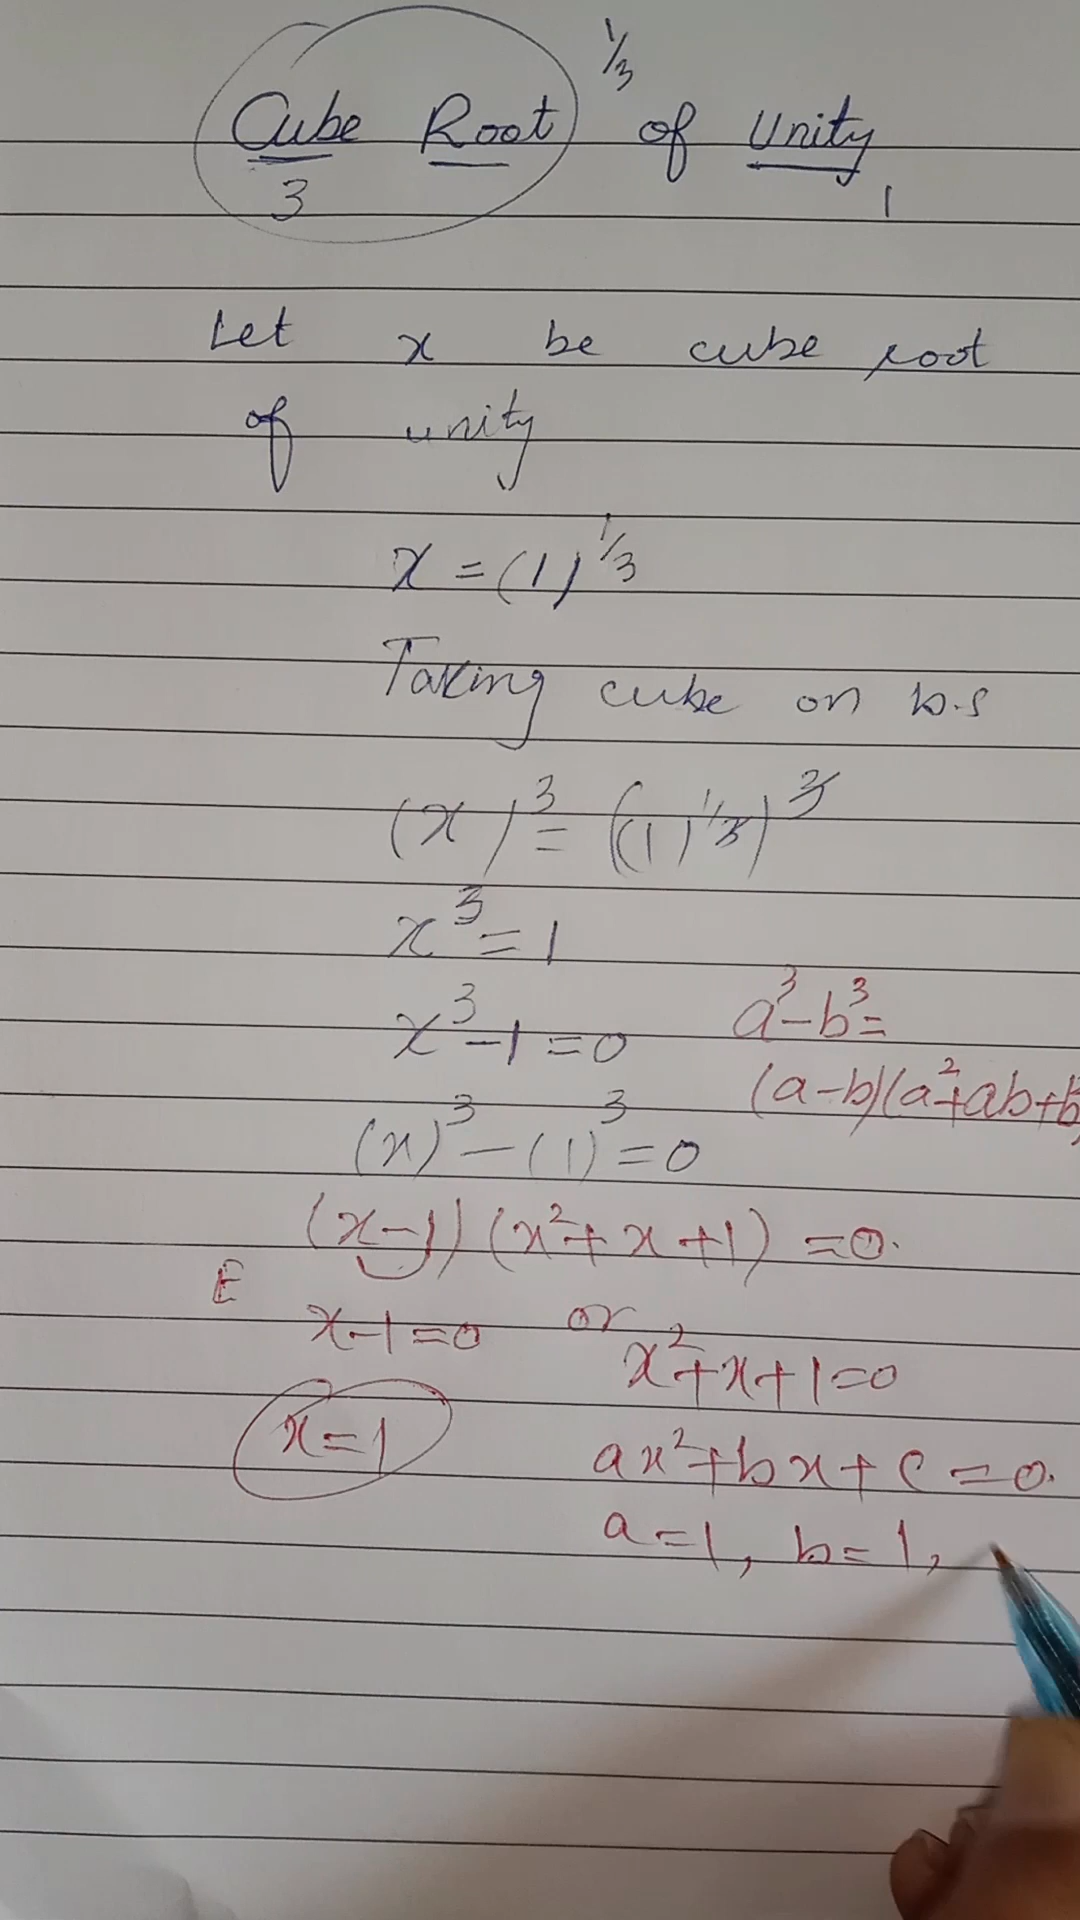 1/3
Cube Root of Unity
3 1
Let x be cube root
of unity
x = (1)^1/3
Taking cube on b.s
(x)^3 = ((1)^1/3)^3
x^3 = 1
x^3 - 1 = 0
a^3 - b^3 =
(a-b)(a^2+ab+b
(x)^3 - (1)^3 = 0
(x-1)(x^2+x+1) = 0.
E
x-1=0 or
x^2+x+1=0
x=1
ax^2+bx+c=0.
a=1, b=1,